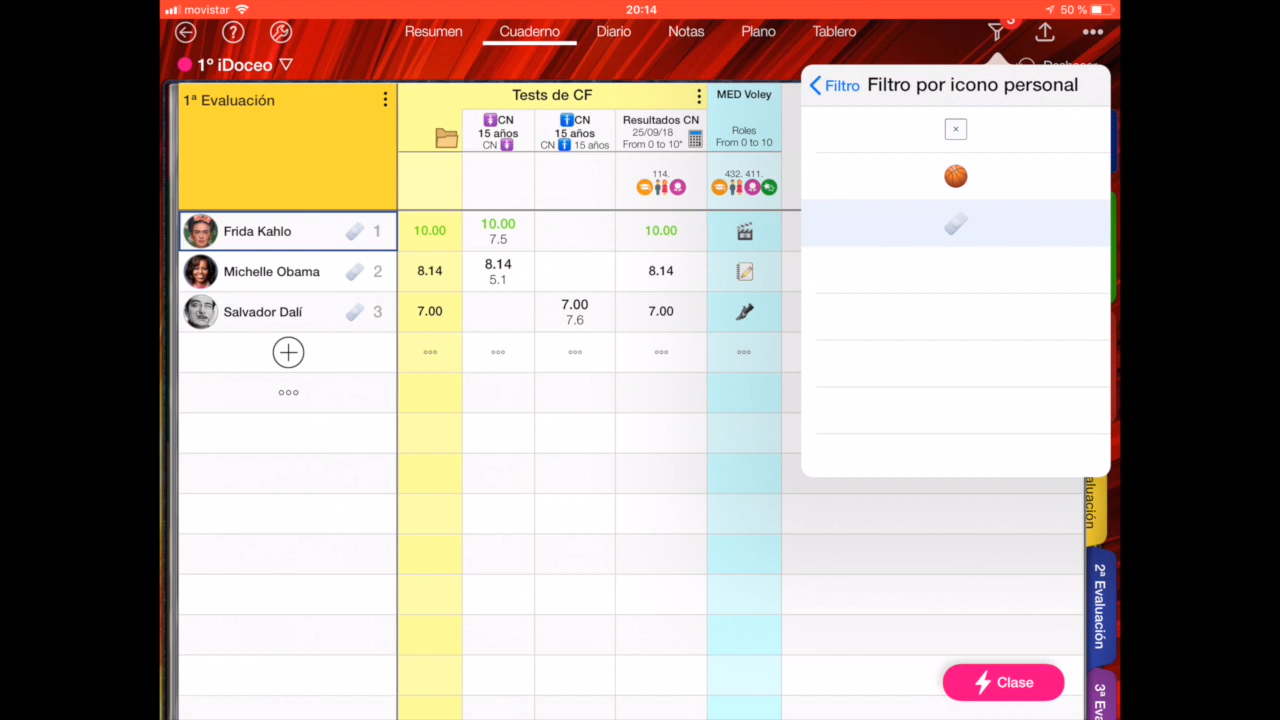 movistar
20:14
50 %
Resumen
Cuaderno
Diario
Notas
Plano
Tablero
3
1º iDoceo ▽
Deshacer
Filtro
Filtro por icono personal
1ª Evaluación
Tests de CF
MED Voley
CN
15 años
CN
CN
15 años
CN 15 años
Resultados CN
25/09/18
From 0 to 10*
Roles
From 0 to 10
114.
432. 411.
Frida Kahlo 1
10.00
10.00
7.5
10.00
Michelle Obama 2
8.14
8.14
5.1
8.14
Salvador Dalí 3
7.00
7.00
7.6
7.00
2ª Evaluación
Clase